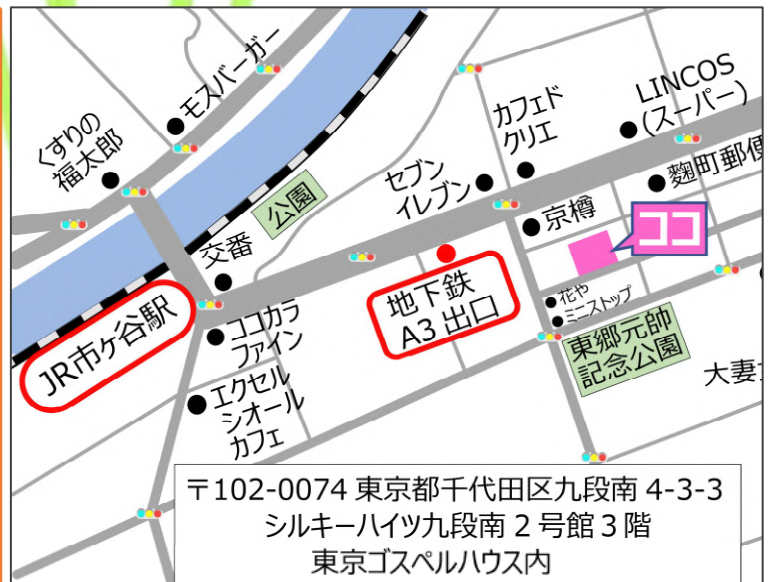 モスバーガー
くすりの
福太郎
公園
交番
JR市ヶ谷駅
ココカラ
ファイン
エクセル
シオール
カフェ
セブン
イレブン
地下鉄
A3 出口
カフェド
クリエ
LINCOS
(スーパー)
麴町郵便
京樽
ココ
花や
ミニストップ
東郷元帥
記念公園
大妻
〒102-0074 東京都千代田区九段南 4-3-3
シルキーハイツ九段南 2 号館 3 階
東京ゴスペルハウス内